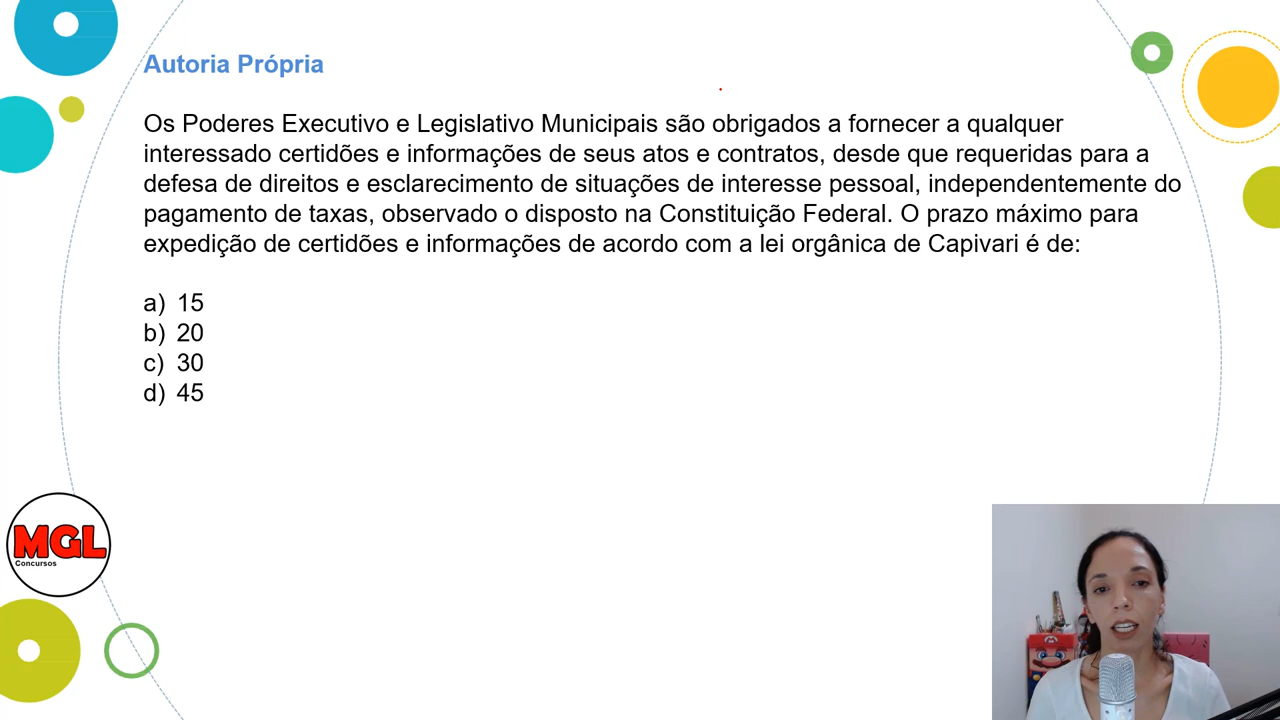 Autoria Própria
Os Poderes Executivo e Legislativo Municipais são obrigados a fornecer a qualquer
interessado certidões e informações de seus atos e contratos, desde que requeridas para a
defesa de direitos e esclarecimento de situações de interesse pessoal, independentemente do
pagamento de taxas, observado o disposto na Constituição Federal. O prazo máximo para
expedição de certidões e informações de acordo com a lei orgânica de Capivari é de:
a) 15
b) 20
c) 30
d) 45
MGL
Concursos